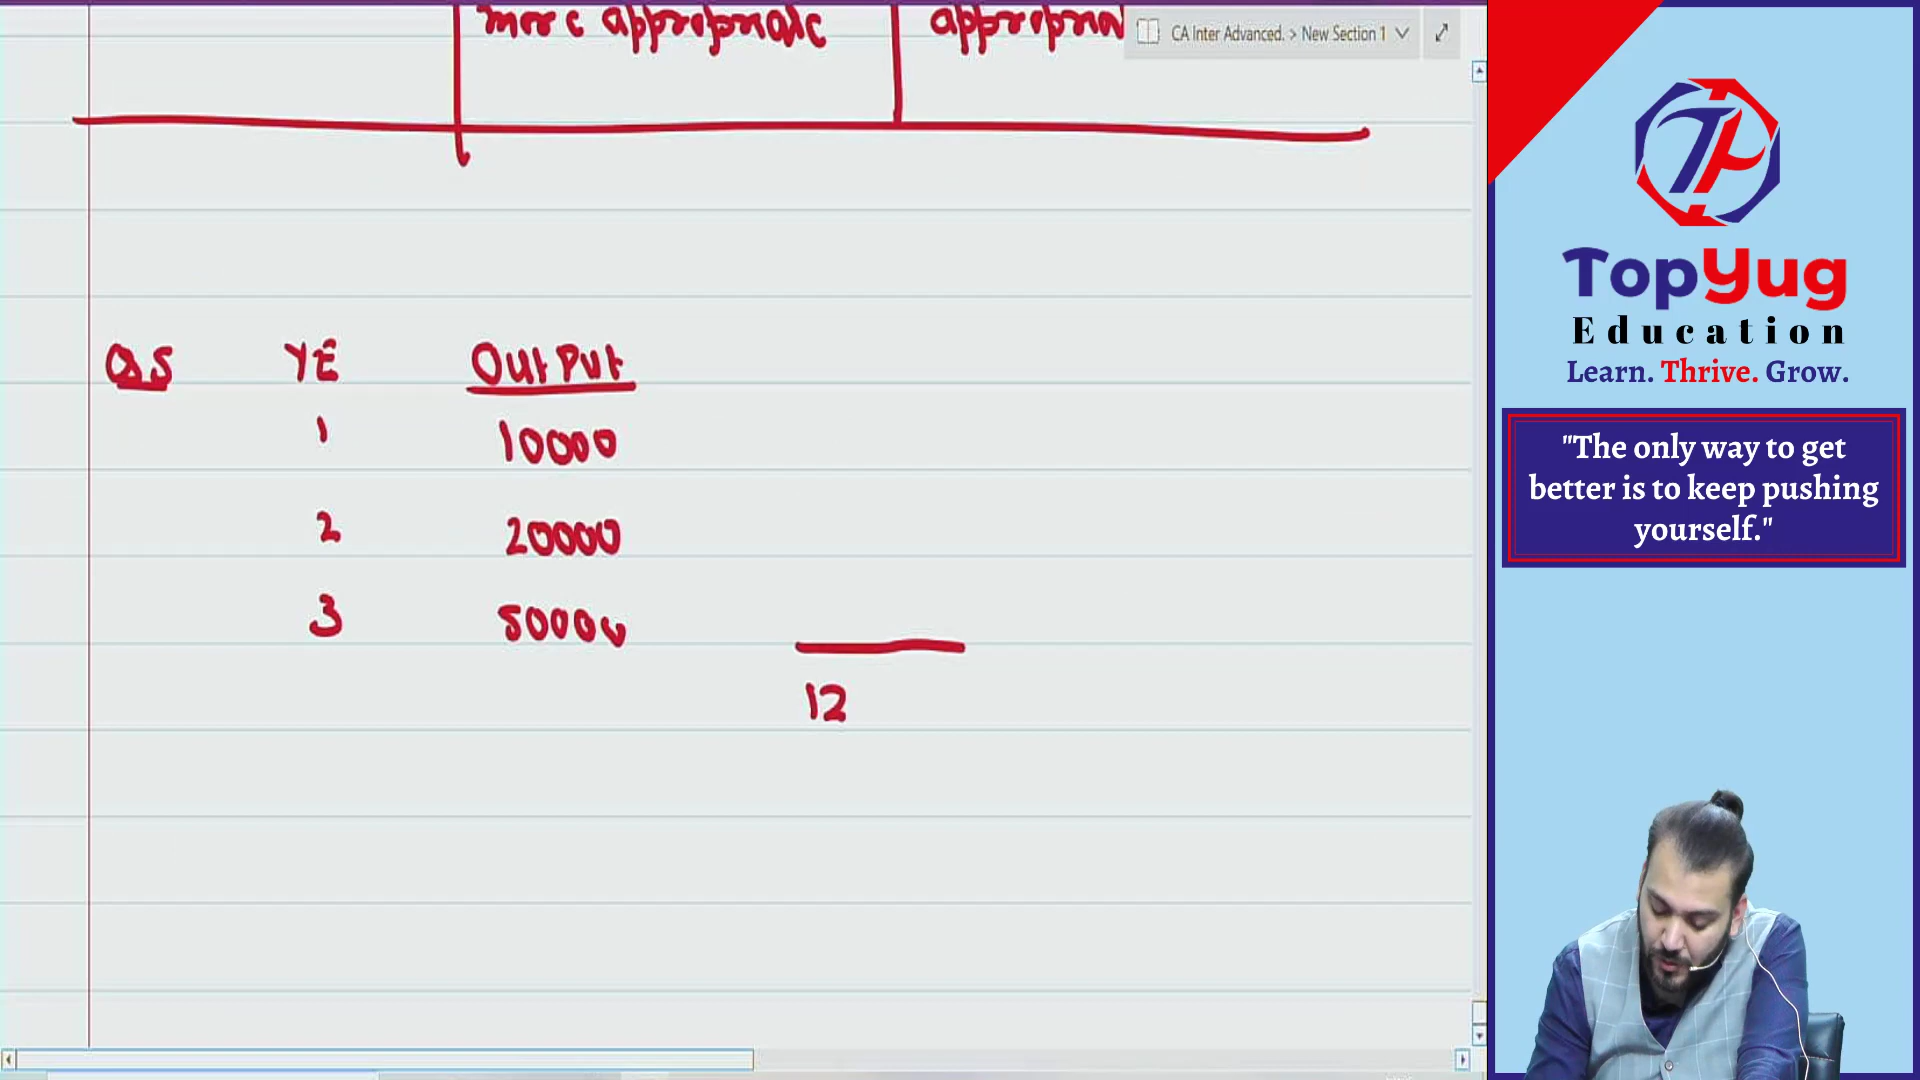 more appropriate
appropria
CA Inter Advanced. > New Section 1
Q5 YE Output
1 10000
2 20000
3 50000
12
TopYug
Education
Learn. Thrive. Grow.
"The only way to get
better is to keep pushing
yourself."